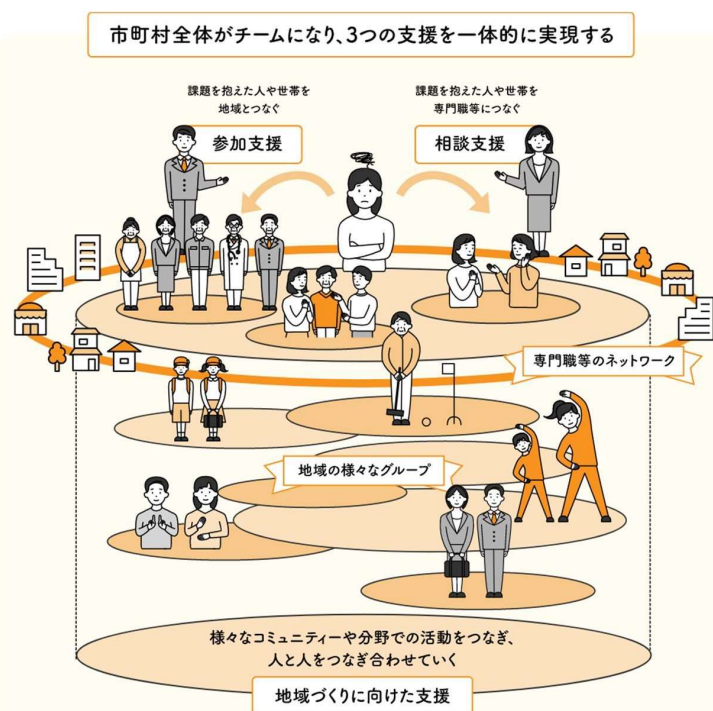 市町村全体がチームになり、3つの支援を一体的に実現する
課題を抱えた人や世帯を
地域とつなぐ
参加支援
課題を抱えた人や世帯を
専門職等につなぐ
相談支援
専門職等のネットワーク
地域の様々なグループ
様々なコミュニティーや分野での活動をつなぎ、
人と人をつなぎ合わせていく
地域づくりに向けた支援